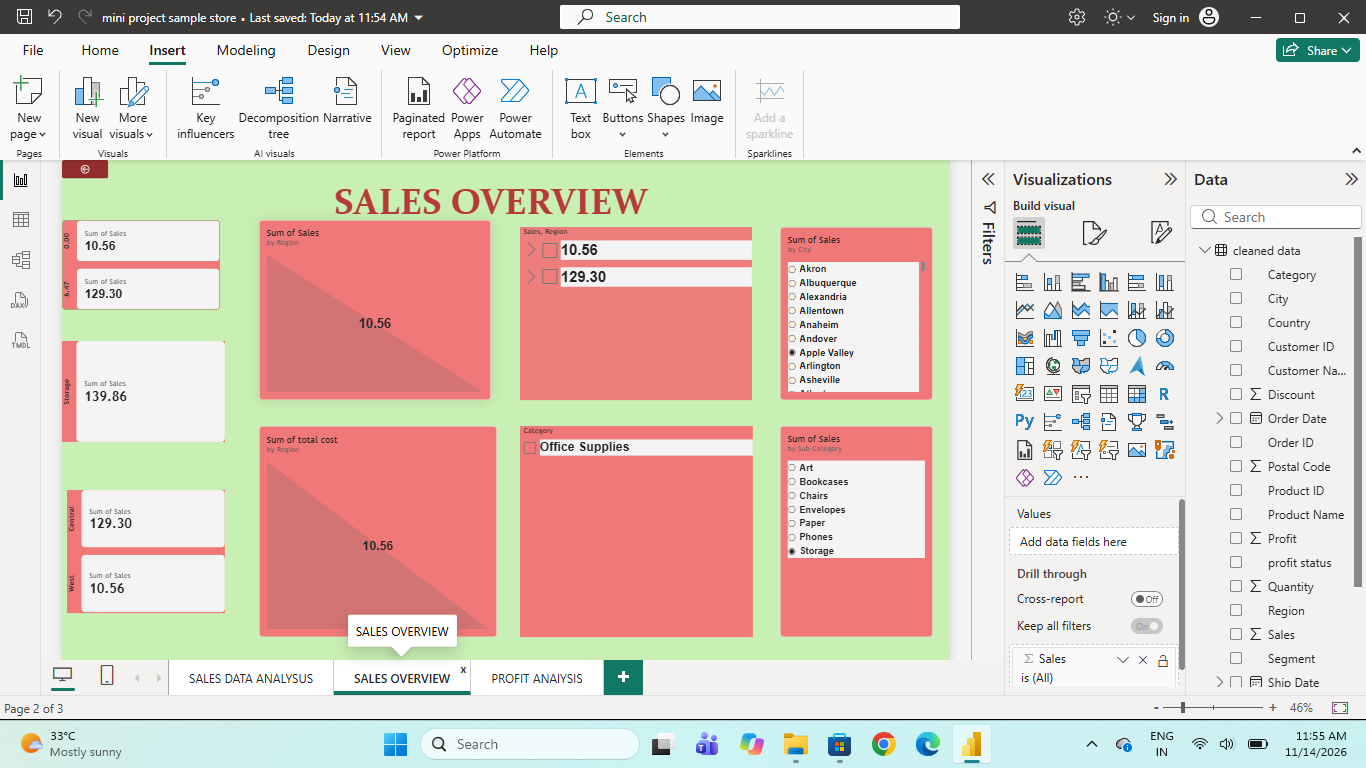 mini project sample store • Last saved: Today at 11:54 AM
Search
Sign in
File
Home
Insert
Modeling
Design
View
Optimize
Help
Share
New page
New visual
More visuals
Key influencers
Decomposition tree
Narrative
Paginated report
Power Apps
Power Automate
Text box
Buttons
Shapes
Image
Add a sparkline
Pages
Visuals
AI visuals
Power Platform
Elements
Sparklines
SALES OVERVIEW
0.00
Sum of Sales
10.56
6.47
Sum of Sales
129.30
Storage
Sum of Sales
139.86
Central
Sum of Sales
129.30
West
Sum of Sales
10.56
Sum of Sales
by Region
10.56
Sum of total cost
by Region
10.56
Sales, Region
10.56
129.30
Category
Office Supplies
Sum of Sales
by City
Akron
Albuquerque
Alexandria
Allentown
Anaheim
Andover
Apple Valley
Arlington
Asheville
Sum of Sales
by Sub-Category
Art
Bookcases
Chairs
Envelopes
Paper
Phones
Storage
SALES OVERVIEW
Filters
Visualizations
Build visual
R
Py
123
Values
Add data fields here
Drill through
Cross-report
Off
Keep all filters
On
Σ Sales
is (All)
Data
Search
cleaned data
Category
City
Country
Customer ID
Customer Na...
Σ Discount
Order Date
Order ID
Σ Postal Code
Product ID
Product Name
Σ Profit
profit status
Σ Quantity
Region
Σ Sales
Segment
Ship Date
DAX
TMDL
SALES DATA ANALYSUS
SALES OVERVIEW
x
PROFIT ANAIYSIS
+
Page 2 of 3
- + 46%
33°C
Mostly sunny
Search
ENG
IN
11:55 AM
11/14/2026